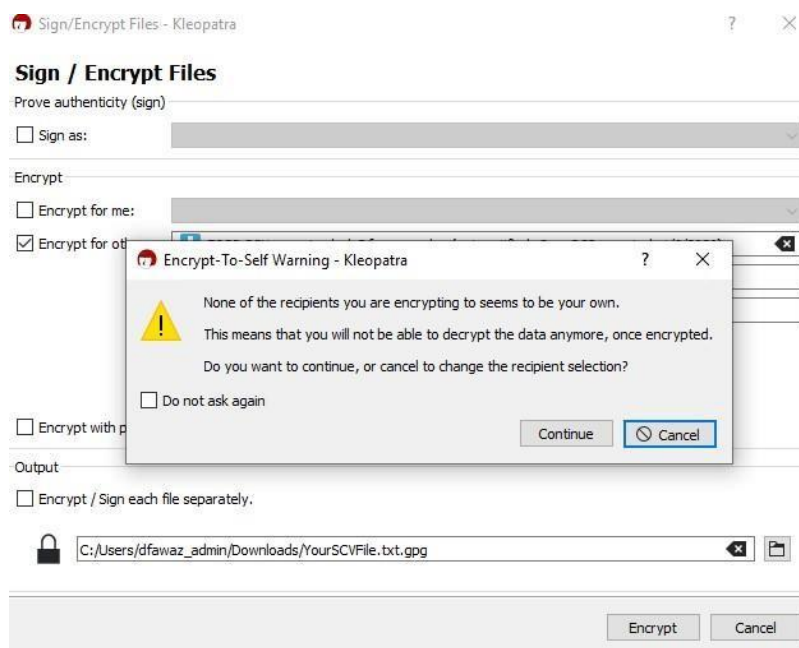 Sign/Encrypt Files - Kleopatra
Sign / Encrypt Files
Prove authenticity (sign)
Sign as:
Encrypt
Encrypt for me:
Encrypt for
Encrypt-To-Self Warning - Kleopatra
None of the recipients you are encrypting to seems to be your own.
This means that you will not be able to decrypt the data anymore, once encrypted.
Do you want to continue, or cancel to change the recipient selection?
Do not ask again
Continue
Cancel
Encrypt with
Output
Encrypt / Sign each file separately.
C:/Users/dfawaz_admin/Downloads/YourSCVFile.txt.gpg
Encrypt
Cancel